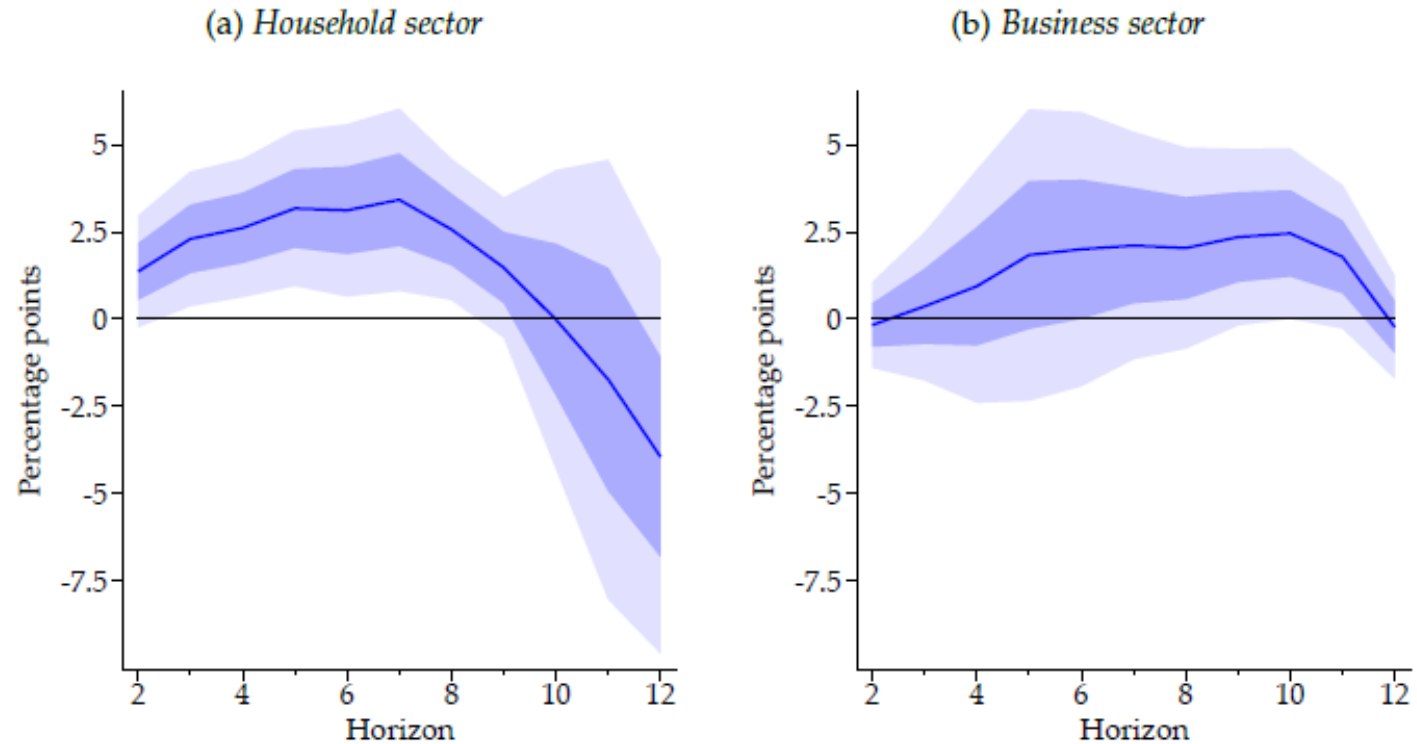 (a) Household sector
(b) Business sector
Percentage points
5
2.5
0
-2.5
-5
-7.5
2 4 6 8 10 12
Horizon
Percentage points
5
2.5
0
-2.5
-5
-7.5
2 4 6 8 10 12
Horizon